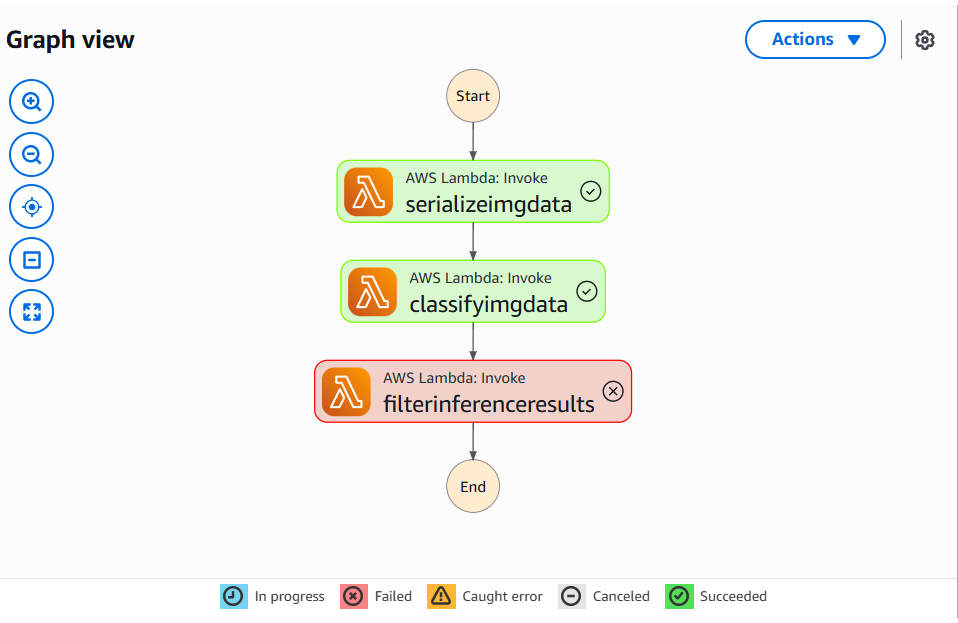 Graph view
Actions
Start
AWS Lambda: Invoke
serializeimgdata
AWS Lambda: Invoke
classifyimgdata
AWS Lambda: Invoke
filterinferenceresults
End
In progress
Failed
Caught error
Canceled
Succeeded